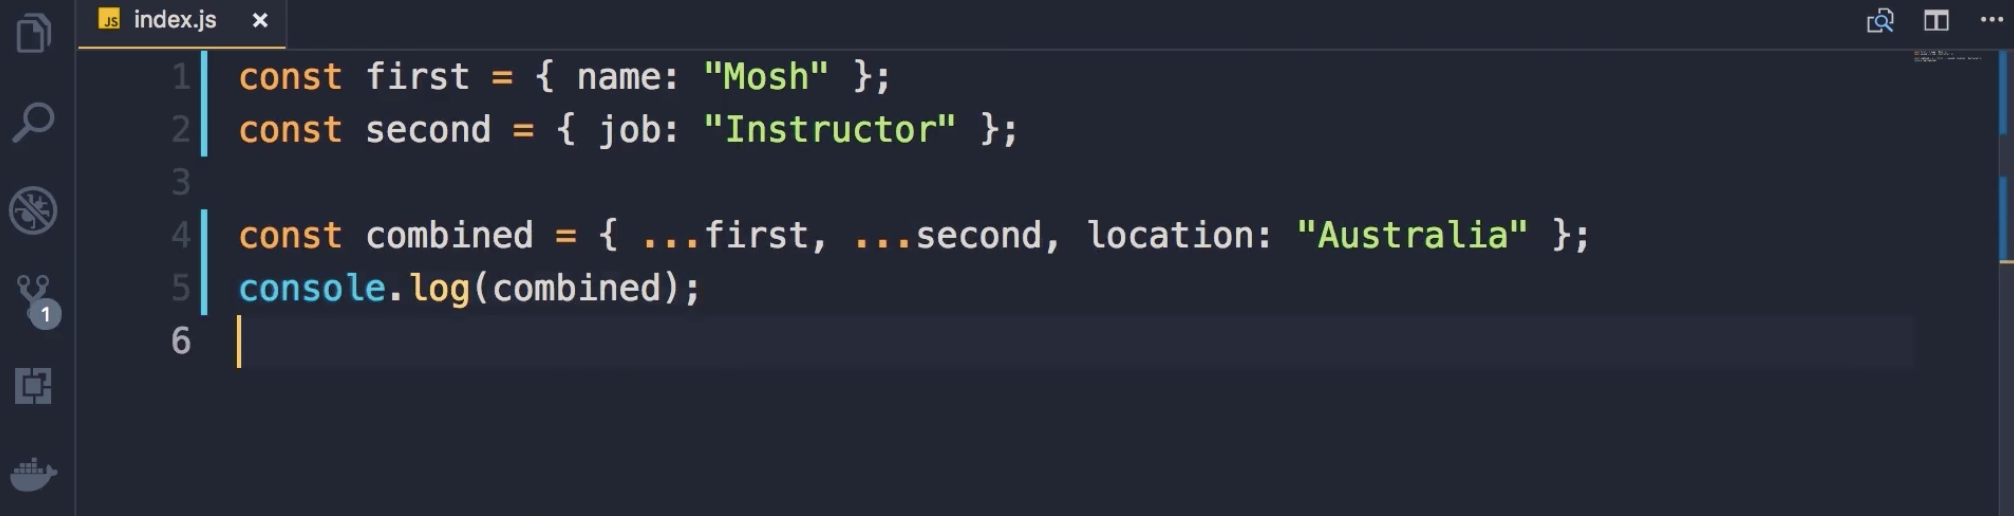 JS index.js ×
1 const first = { name: "Mosh" };
2 const second = { job: "Instructor" };
3
4 const combined = { ...first, ...second, location: "Australia" };
5 console.log(combined);
1
6